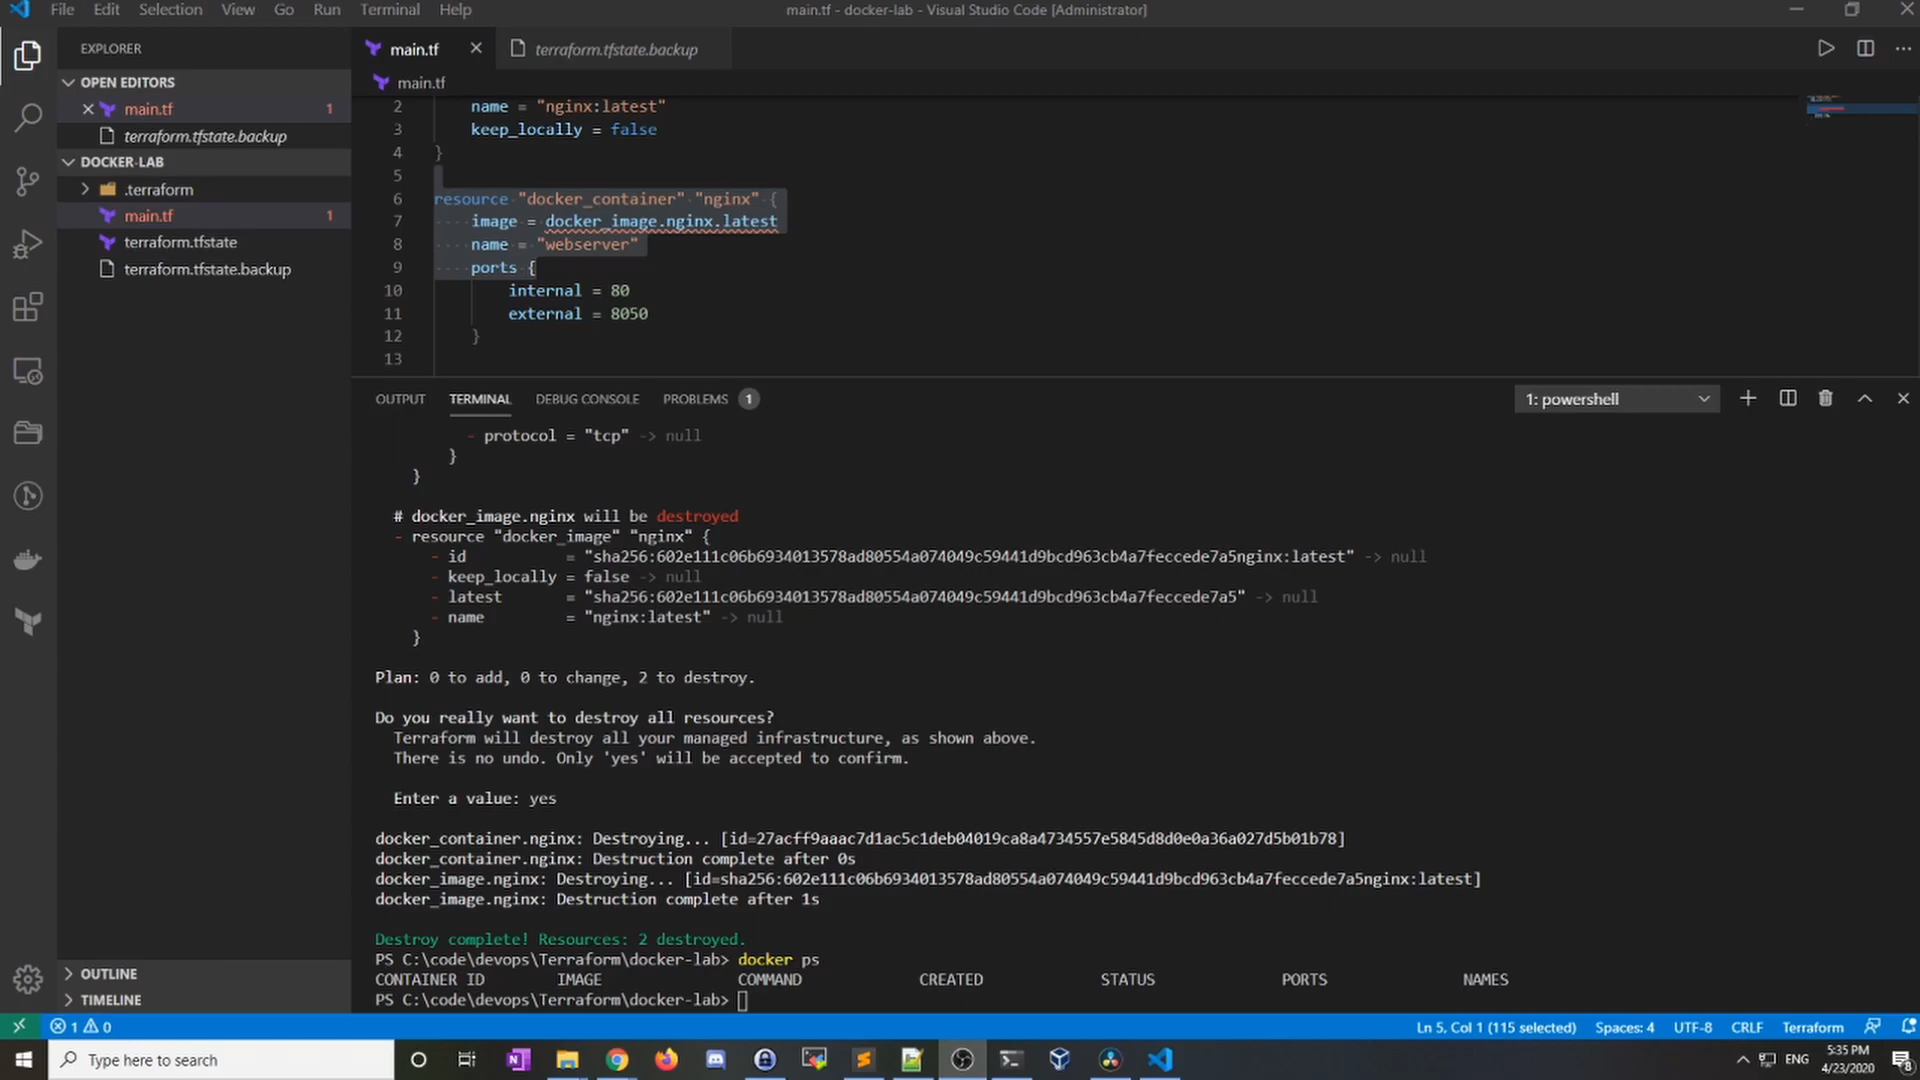 File Edit Selection View Go Run Terminal Help
main.tf - docker-lab - Visual Studio Code [Administrator]
EXPLORER
OPEN EDITORS
main.tf 1
terraform.tfstate.backup
DOCKER-LAB
.terraform
main.tf 1
terraform.tfstate
terraform.tfstate.backup
OUTLINE
TIMELINE
main.tf
terraform.tfstate.backup
main.tf
2 name = "nginx:latest"
3 keep_locally = false
4 }
5
6 resource "docker_container" "nginx" {
7 image = docker_image.nginx.latest
8 name = "webserver"
9 ports {
10 internal = 80
11 external = 8050
12 }
13
OUTPUT TERMINAL DEBUG CONSOLE PROBLEMS 1
1: powershell
- protocol = "tcp" -> null
}
}
# docker_image.nginx will be destroyed
- resource "docker_image" "nginx" {
- id = "sha256:602e111c06b6934013578ad80554a074049c59441d9bcd963cb4a7feccede7a5nginx:latest" -> null
- keep_locally = false -> null
- latest = "sha256:602e111c06b6934013578ad80554a074049c59441d9bcd963cb4a7feccede7a5" -> null
- name = "nginx:latest" -> null
}
Plan: 0 to add, 0 to change, 2 to destroy.
Do you really want to destroy all resources?
Terraform will destroy all your managed infrastructure, as shown above.
There is no undo. Only 'yes' will be accepted to confirm.
Enter a value: yes
docker_container.nginx: Destroying... [id=27acff9aaac7d1ac5c1deb04019ca8a4734557e5845d8d0e0a36a027d5b01b78]
docker_container.nginx: Destruction complete after 0s
docker_image.nginx: Destroying... [id=sha256:602e111c06b6934013578ad80554a074049c59441d9bcd963cb4a7feccede7a5nginx:latest]
docker_image.nginx: Destruction complete after 1s
Destroy complete! Resources: 2 destroyed.
PS C:\code\devops\Terraform\docker-lab> docker ps
CONTAINER ID IMAGE COMMAND CREATED STATUS PORTS NAMES
PS C:\code\devops\Terraform\docker-lab>
1 0
Ln 5, Col 1 (115 selected) Spaces: 4 UTF-8 CRLF Terraform
Type here to search
ENG
5:35 PM
4/23/2020
8